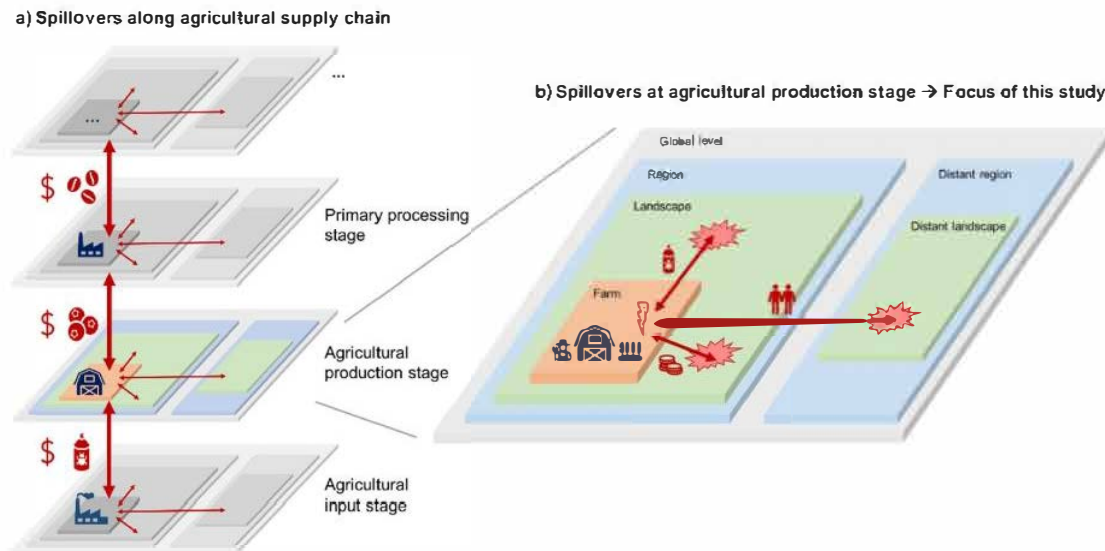 a) Spillovers along agricultural supply chain
...
...
$
Primary processing
stage
$
Agricultural
production stage
$
Agricultural
input stage
b) Spillovers at agricultural production stage → Focus of this study
Global level
Region
Distant region
Landscape
Distant landscape
Farm